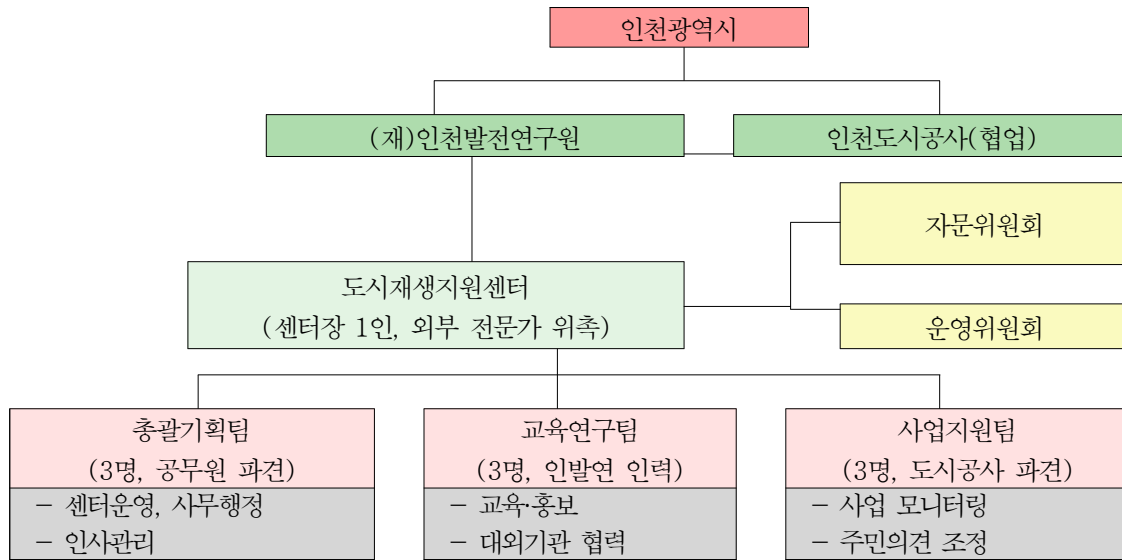 인천광역시
(재)인천발전연구원
인천도시공사(협업)
자문위원회
도시재생지원센터
(센터장 1인, 외부 전문가 위촉)
운영위원회
총괄기획팀
(3명, 공무원 파견)
- 센터운영, 사무행정
- 인사관리
교육연구팀
(3명, 인발연 인력)
- 교육·홍보
- 대외기관 협력
사업지원팀
(3명, 도시공사 파견)
- 사업 모니터링
- 주민의견 조정